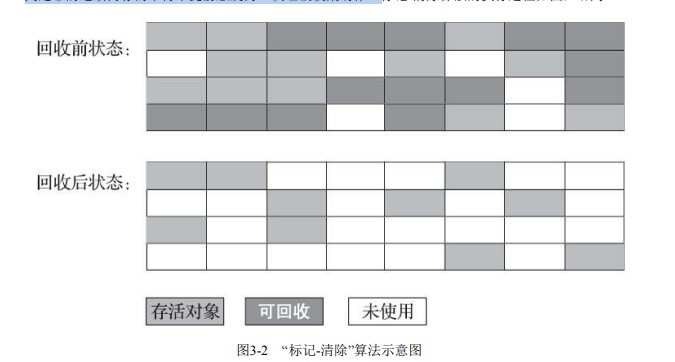 回收前状态：
回收后状态：
存活对象
可回收
未使用
图3-2 “标记-清除”算法示意图